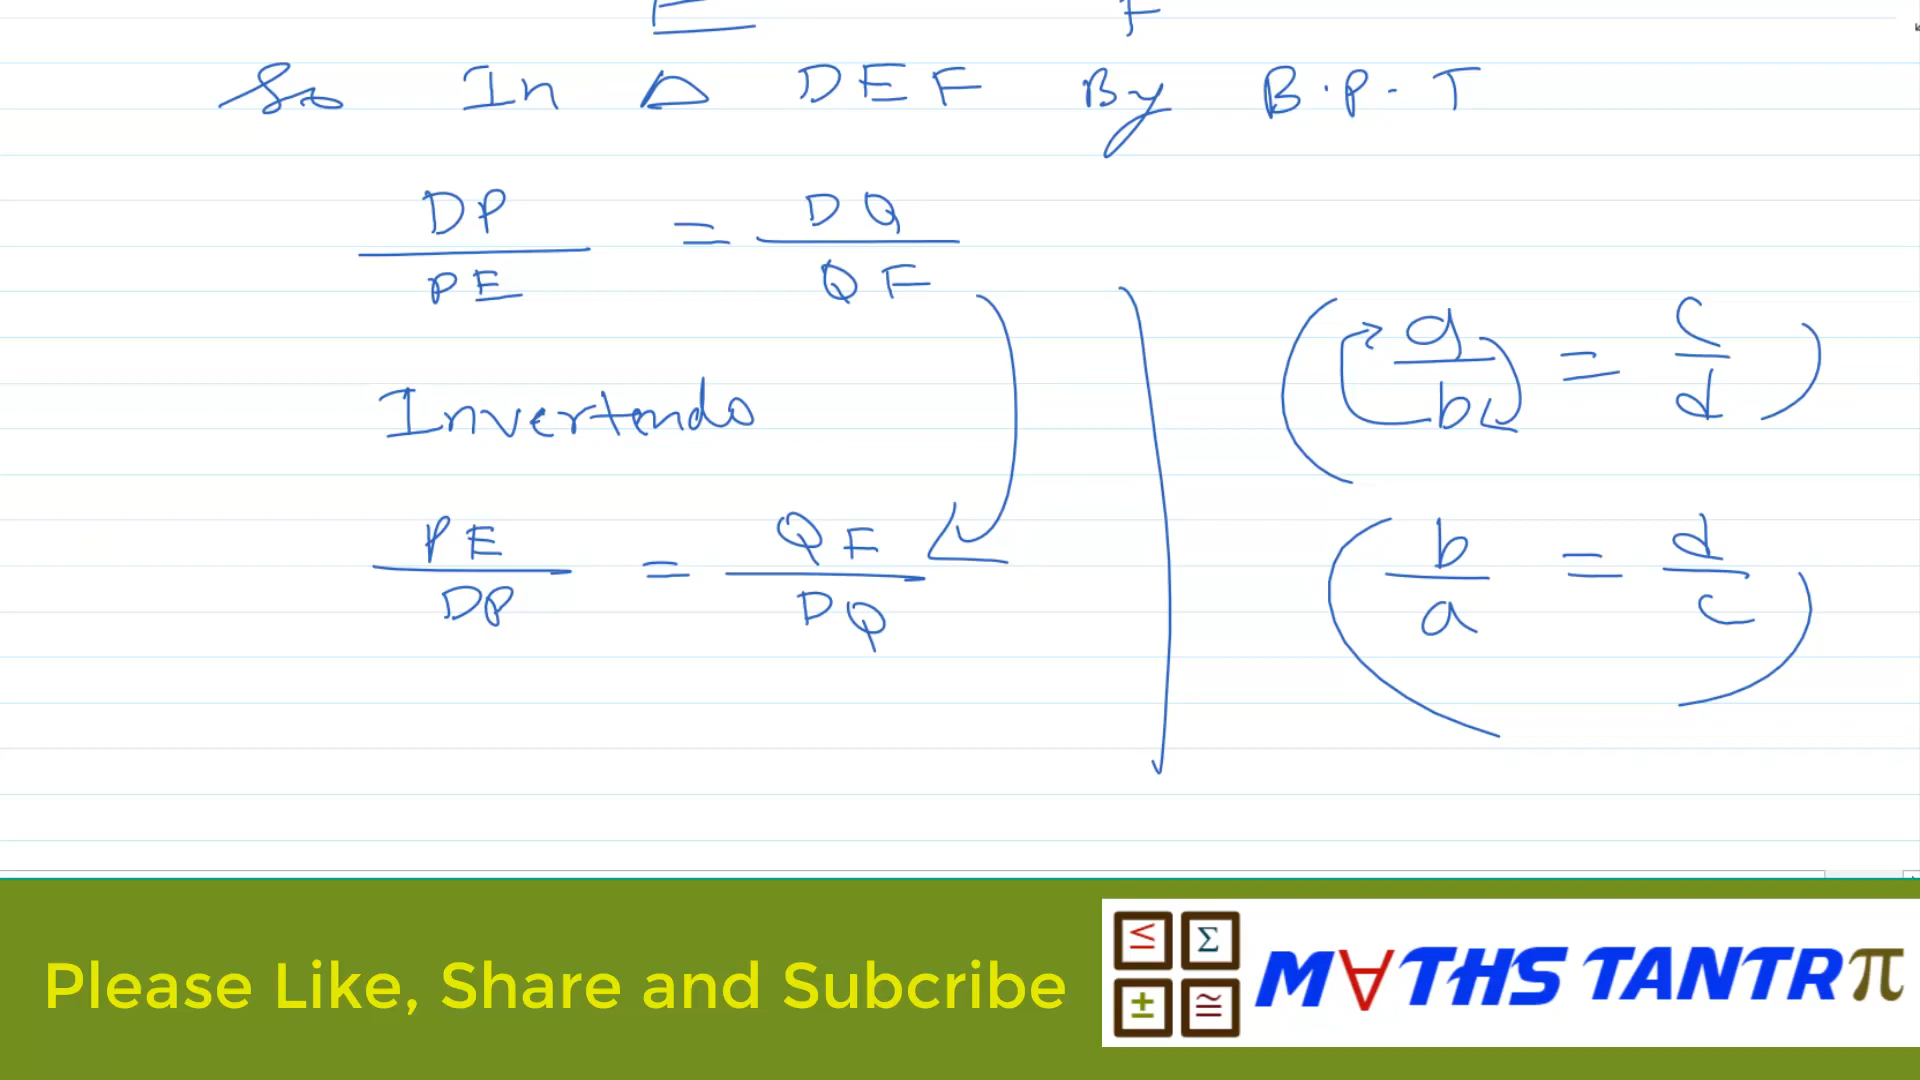 E F
So In Δ DEF By B.P.T
DP/PE = DQ/QF
Invertendo
PE/DP = QF/DQ
(a/b = c/d)
(b/a = d/c)
Please Like, Share and Subcribe
≤ Σ
± ≅
M∀THS TANTRπ